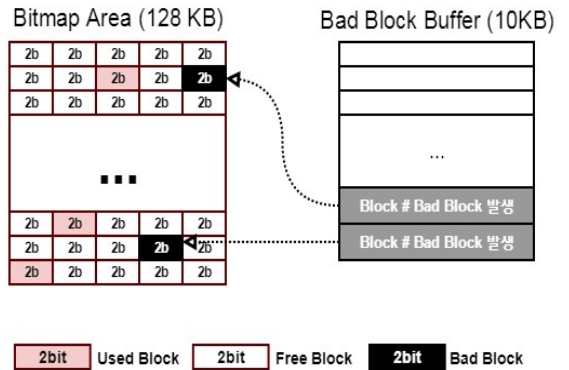 Bitmap Area (128 KB)
Bad Block Buffer (10KB)
2b 2b 2b 2b 2b
2b 2b 2b 2b 2b
2b 2b 2b 2b 2b
...
...
Block # Bad Block 발생
2b 2b 2b 2b 2b
2b 2b 2b 2b 2b
Block # Bad Block 발생
2b 2b 2b 2b 2b
2bit Used Block 2bit Free Block 2bit Bad Block